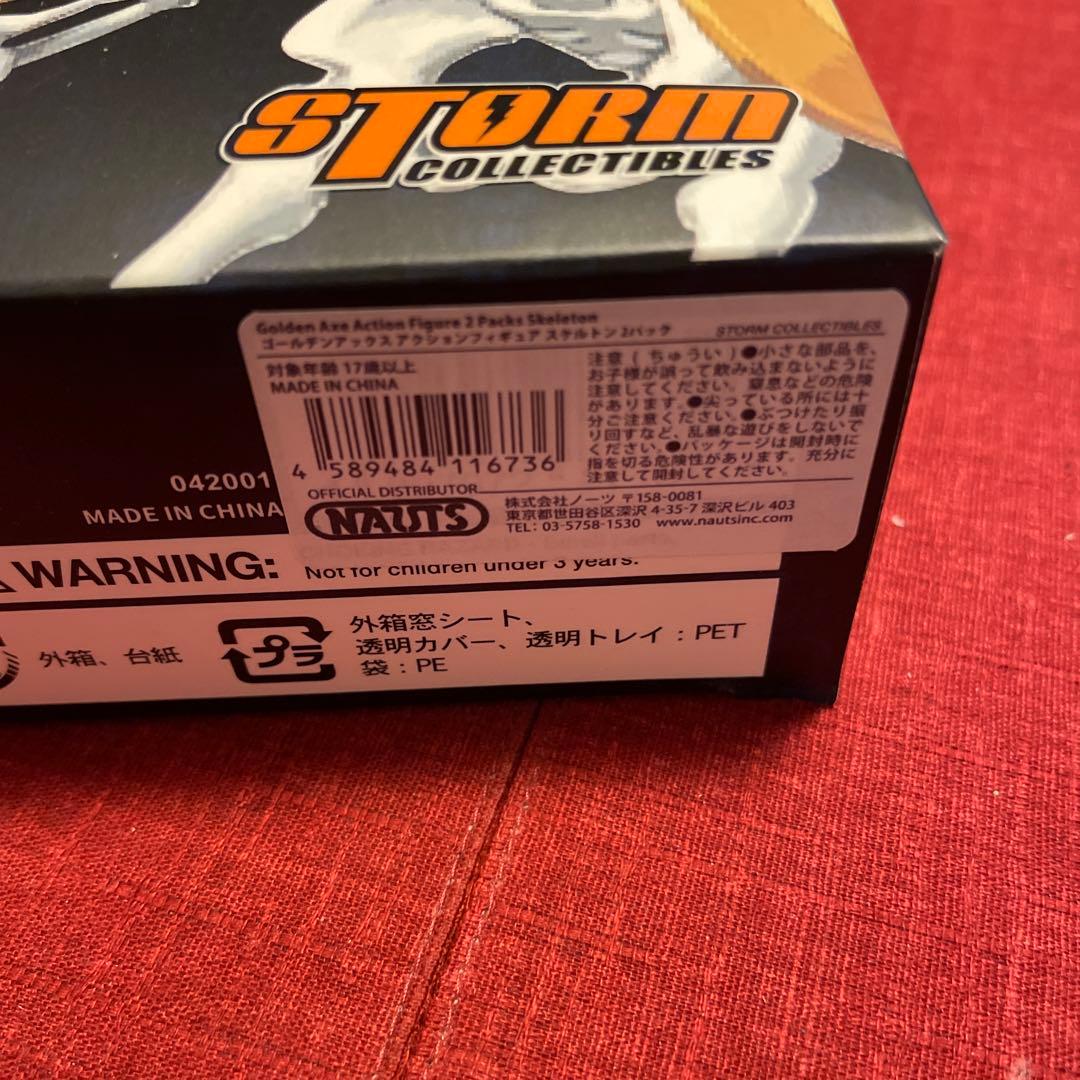 STORM
COLLECTIBLES
Golden Axe Action Figure 2 Packs Skeleton
ゴールデンアックス アクションフィギュア スケルトン 2パック
STORM COLLECTIBLES
対象年齢 17歳以上
MADE IN CHINA
4 589484 116736
注意(ちゅうい)●小さな部品を、
お子様が誤って飲み込まないように
注意してください。窒息などの危険
があります。●尖っている所には十
分ご注意ください。●ぶつけたり振
り回すなど、乱暴な遊びをしないで
ください。●パッケージは開封時に
指を切る危険性があります。充分に
注意して開封してください。
OFFICIAL DISTRIBUTOR
NAUTS
株式会社ノーツ 〒158-0081
東京都世田谷区深沢 4-35-7 深沢ビル 403
TEL: 03-5758-1530 www.nautsinc.com
042001
MADE IN CHINA
WARNING: Not for children under 3 years.
外箱、台紙
プラ
外箱窓シート、
透明カバー、透明トレイ：PET
袋：PE